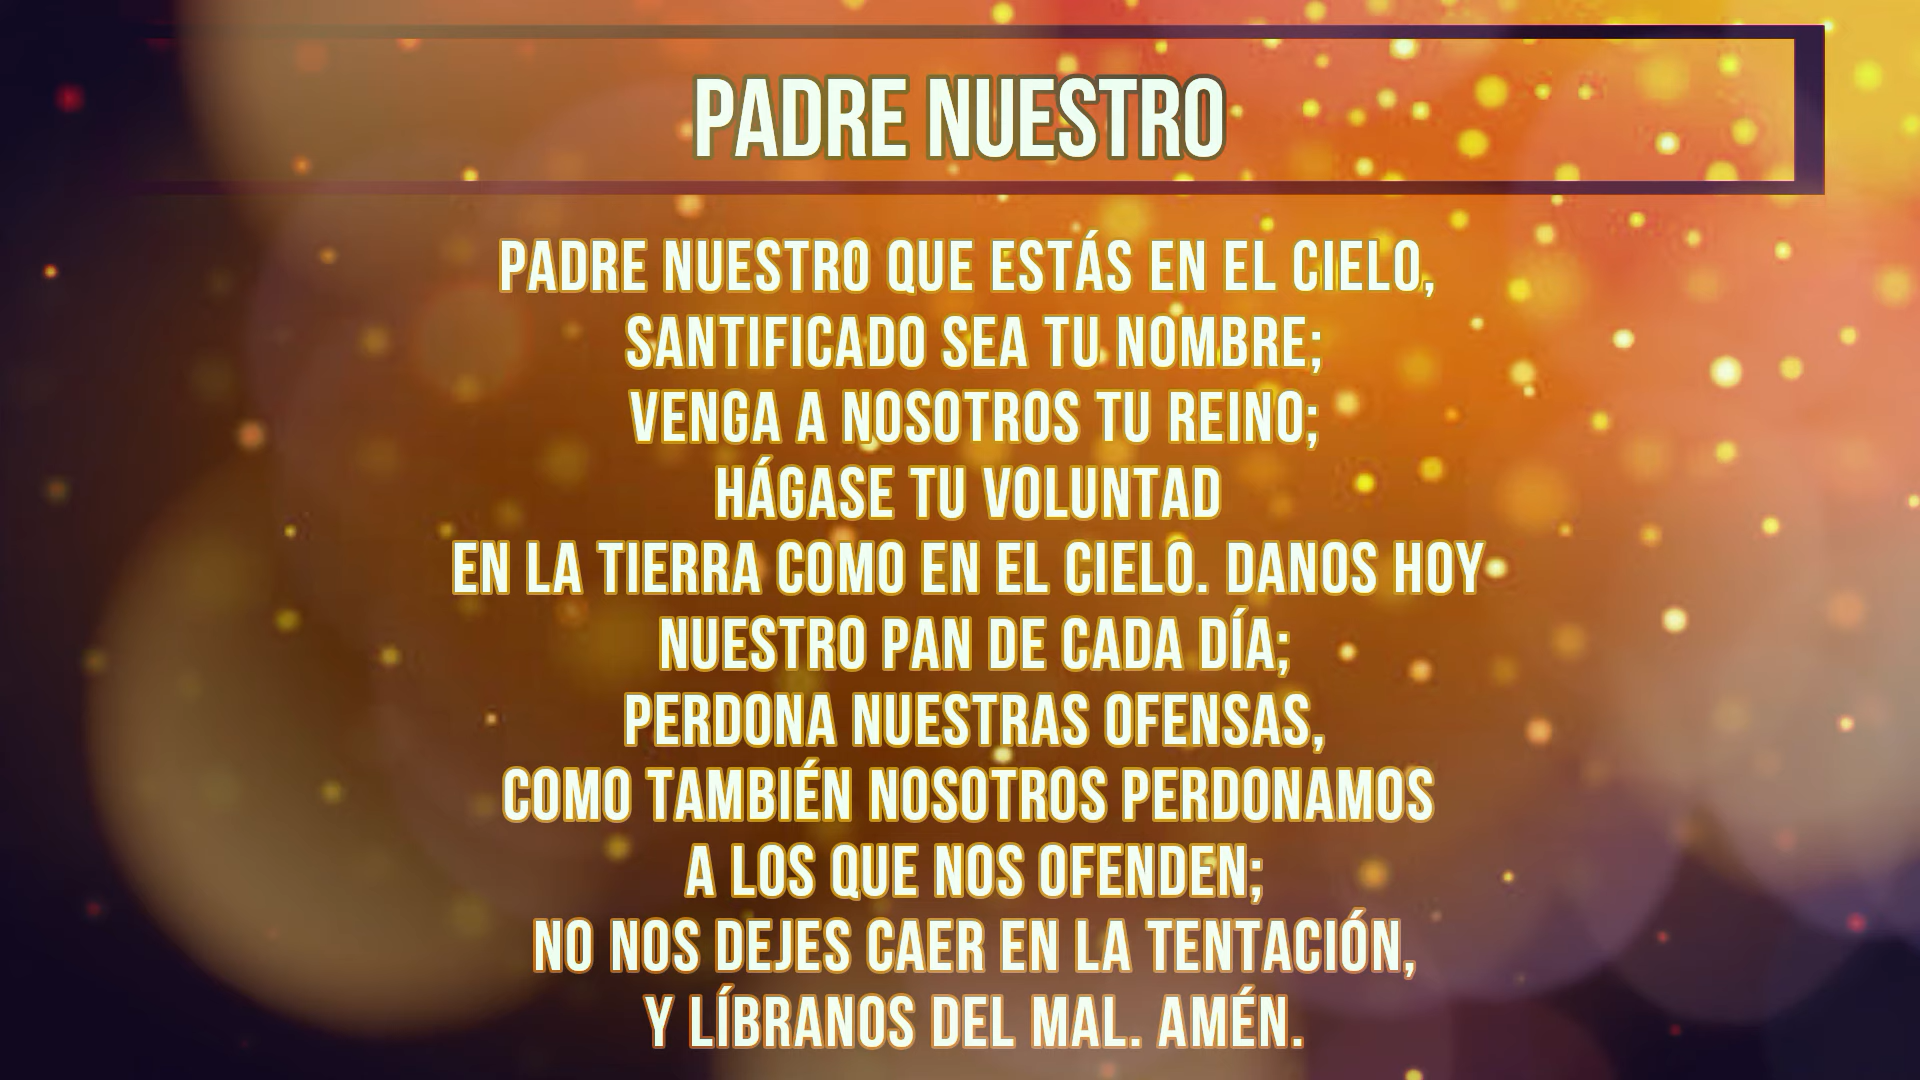 PADRE NUESTRO
PADRE NUESTRO QUE ESTÁS EN EL CIELO,
SANTIFICADO SEA TU NOMBRE;
VENGA A NOSOTROS TU REINO;
HÁGASE TU VOLUNTAD
EN LA TIERRA COMO EN EL CIELO. DANOS HOY
NUESTRO PAN DE CADA DÍA;
PERDONA NUESTRAS OFENSAS,
COMO TAMBIÉN NOSOTROS PERDONAMOS
A LOS QUE NOS OFENDEN;
NO NOS DEJES CAER EN LA TENTACIÓN,
Y LÍBRANOS DEL MAL. AMÉN.